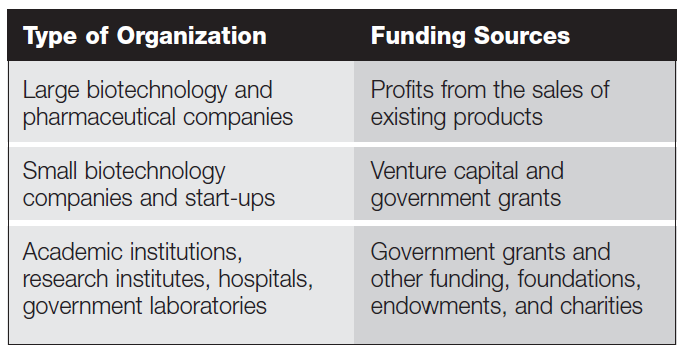 Type of Organization
Funding Sources
Large biotechnology and
pharmaceutical companies
Profits from the sales of
existing products
Small biotechnology
companies and start-ups
Venture capital and
government grants
Academic institutions,
research institutes, hospitals,
government laboratories
Government grants and
other funding, foundations,
endowments, and charities